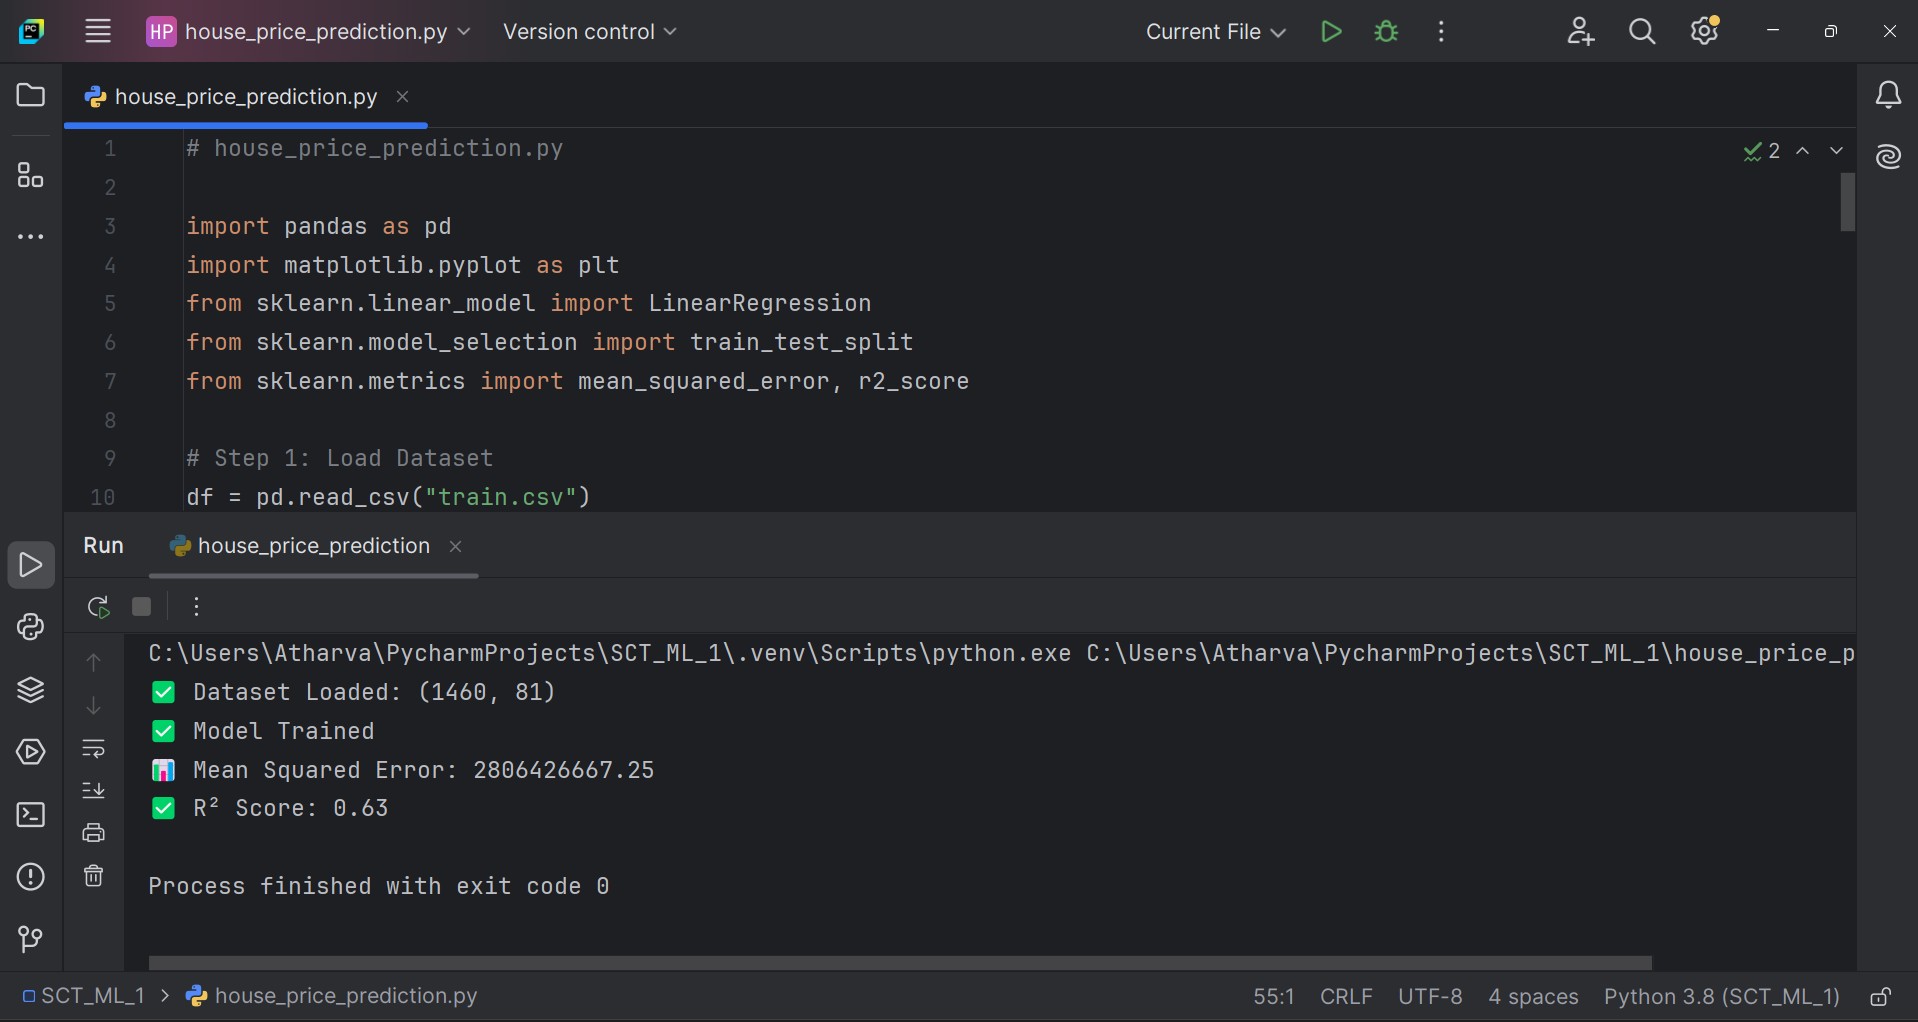 PC
HP house_price_prediction.py Version control Current File
house_price_prediction.py
1 # house_price_prediction.py
2
3 import pandas as pd
4 import matplotlib.pyplot as plt
5 from sklearn.linear_model import LinearRegression
6 from sklearn.model_selection import train_test_split
7 from sklearn.metrics import mean_squared_error, r2_score
8
9 # Step 1: Load Dataset
10 df = pd.read_csv("train.csv")
2
Run house_price_prediction
C:\Users\Atharva\PycharmProjects\SCT_ML_1\.venv\Scripts\python.exe C:\Users\Atharva\PycharmProjects\SCT_ML_1\house_price_p
✅ Dataset Loaded: (1460, 81)
✅ Model Trained
📊 Mean Squared Error: 2806426667.25
✅ R² Score: 0.63
Process finished with exit code 0
SCT_ML_1 > house_price_prediction.py 55:1 CRLF UTF-8 4 spaces Python 3.8 (SCT_ML_1)